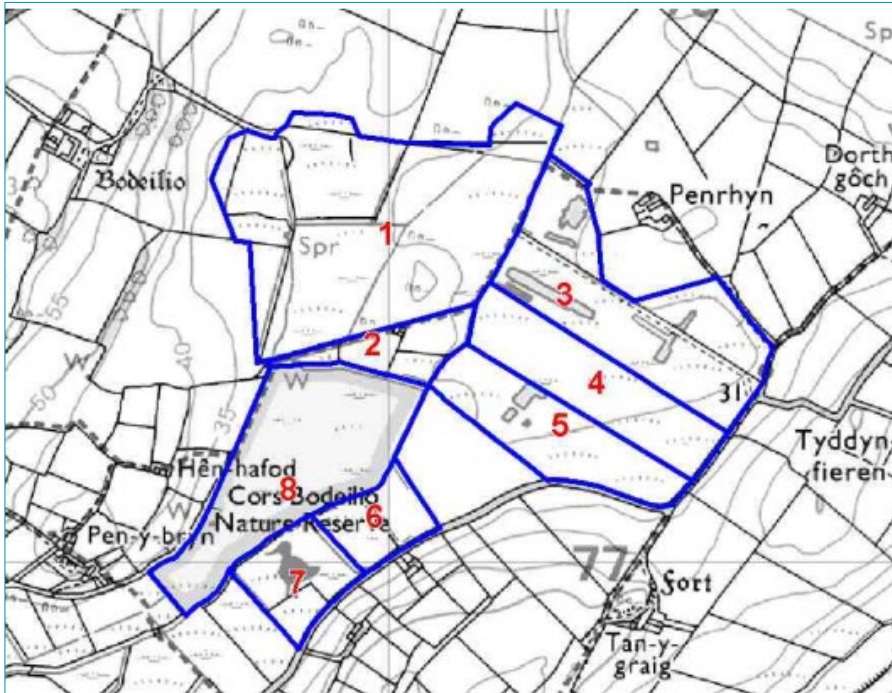 Sp
Bodeilio
Penrhyn
Dorth
gôch
1
Spr
3
55
2
40
4
W
W
31
50
35
5
Tyddyn
fieren
Hên-hafod
8
Cors Bodeilio
Nature Reserve
6
W
Pen-y-bryn
77
7
Fort
Tan-y-
graig